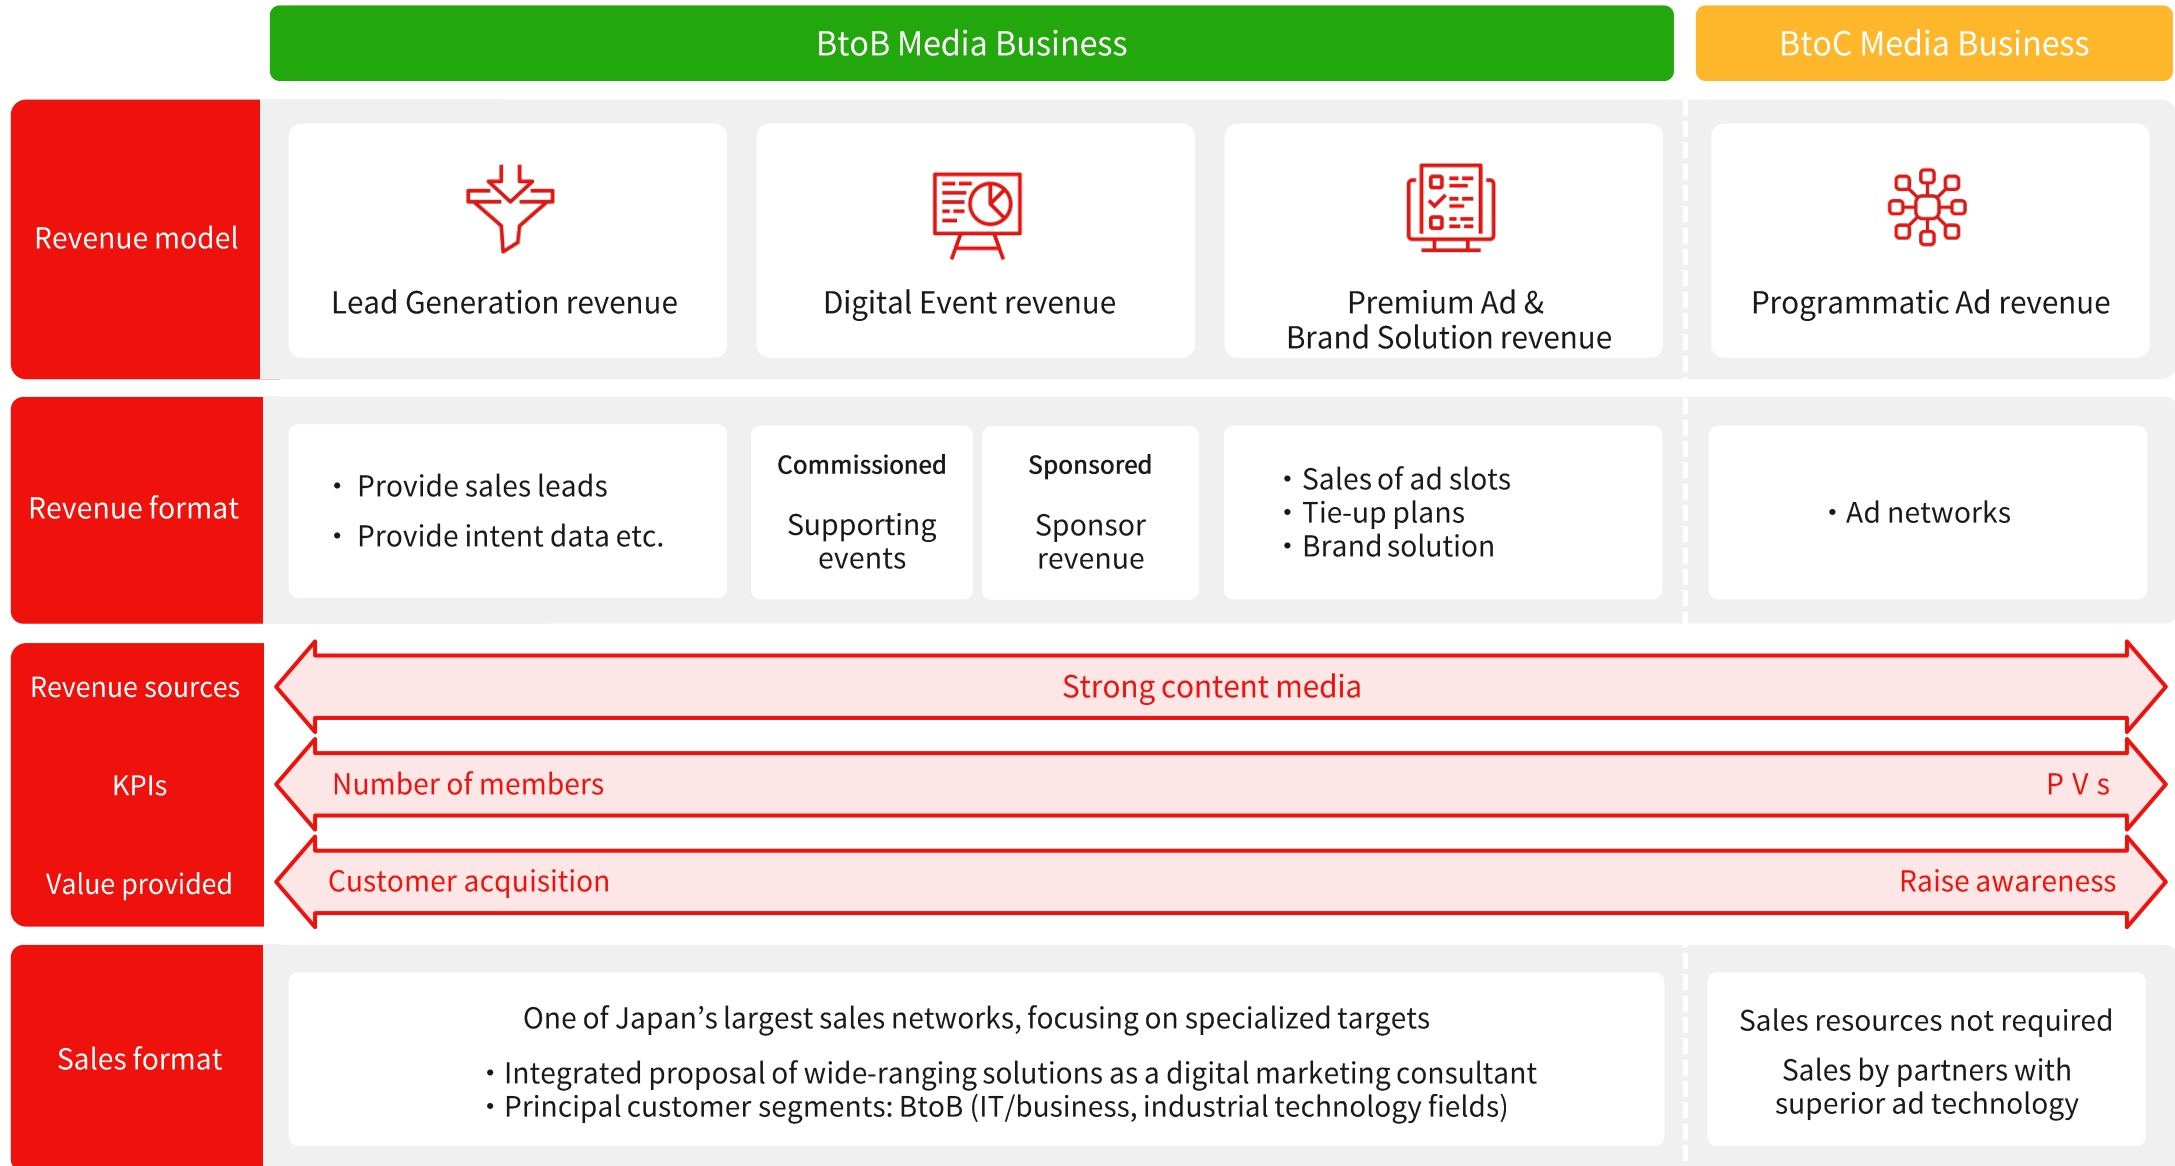 BtoB Media Business
BtoC Media Business
Revenue model
Lead Generation revenue
Digital Event revenue
Premium Ad &
Brand Solution revenue
Programmatic Ad revenue
Revenue format
・ Provide sales leads
・ Provide intent data etc.
Commissioned
Supporting
events
Sponsored
Sponsor
revenue
・Sales of ad slots
・Tie-up plans
・Brand solution
・Ad networks
Revenue sources
Strong content media
KPIs
Number of members
P V s
Value provided
Customer acquisition
Raise awareness
Sales format
One of Japan’s largest sales networks, focusing on specialized targets
・Integrated proposal of wide-ranging solutions as a digital marketing consultant
・Principal customer segments: BtoB (IT/business, industrial technology fields)
Sales resources not required
Sales by partners with
superior ad technology